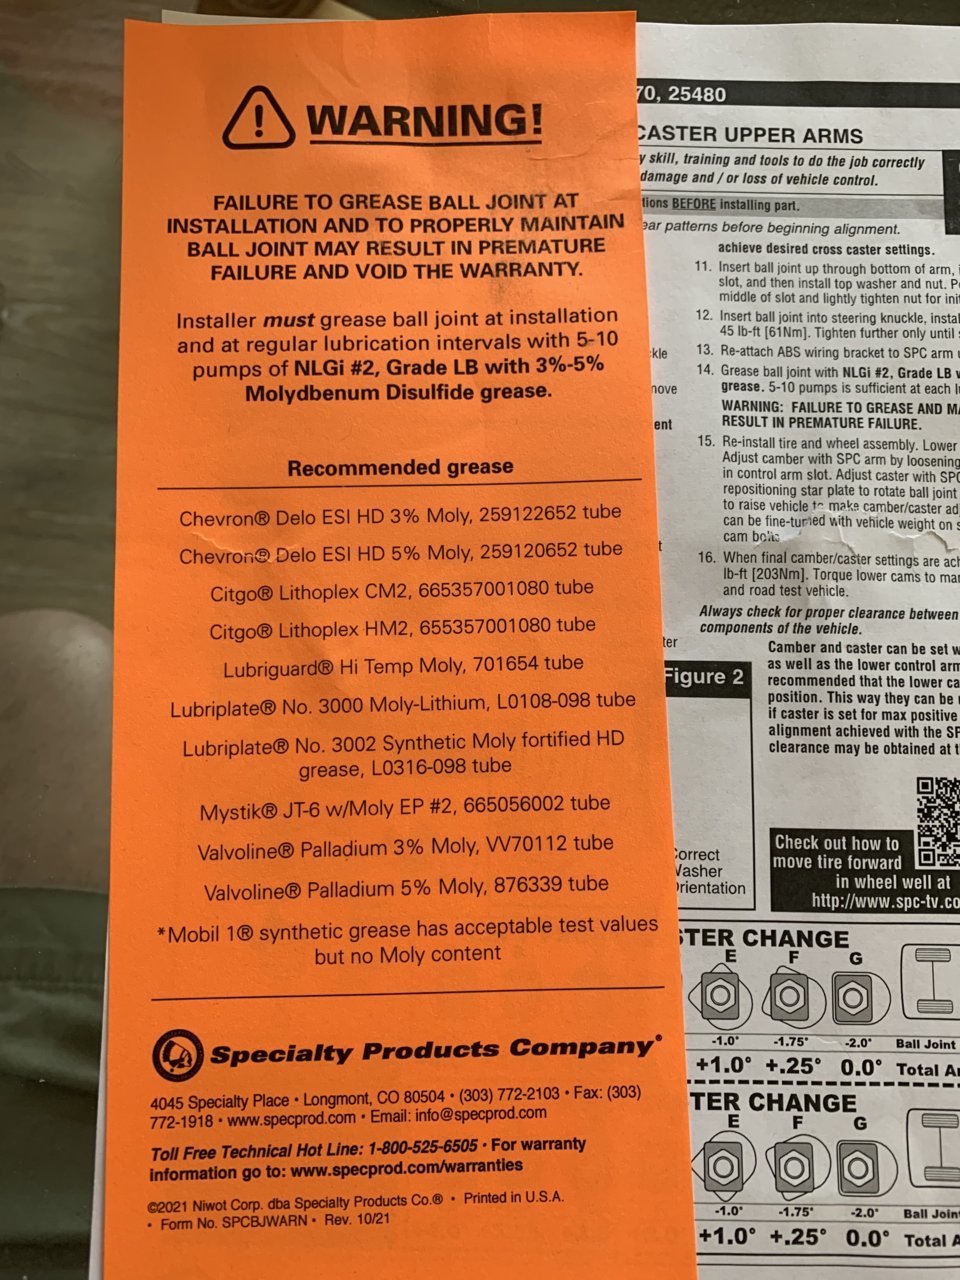 WARNING!
FAILURE TO GREASE BALL JOINT AT
INSTALLATION AND TO PROPERLY MAINTAIN
BALL JOINT MAY RESULT IN PREMATURE
FAILURE AND VOID THE WARRANTY.
Installer must grease ball joint at installation
and at regular lubrication intervals with 5-10
pumps of NLGI #2, Grade LB with 3%-5%
Molydbenum Disulfide grease.
Recommended grease
Chevron® Delo ESI HD 3% Moly, 259122652 tube
Chevron® Delo ESI HD 5% Moly, 259120652 tube
Citgo® Lithoplex CM2, 665357001080 tube
Citgo® Lithoplex HM2, 655357001080 tube
Lubriguard® Hi Temp Moly, 701654 tube
Lubriplate® No. 3000 Moly-Lithium, L0108-098 tube
Lubriplate® No. 3002 Synthetic Moly fortified HD
grease, L0316-098 tube
Mystik® JT-6 w/Moly EP #2, 665056002 tube
Valvoline® Palladium 3% Moly, VV70112 tube
Valvoline® Palladium 5% Moly, 876339 tube
*Mobil 1® synthetic grease has acceptable test values
but no Moly content
Specialty Products Company®
4045 Specialty Place • Longmont, CO 80504 • (303) 772-2103 • Fax: (303)
772-1918 • www.specprod.com • Email: info@specprod.com
Toll Free Technical Hot Line: 1-800-525-6505 • For warranty
information go to: www.specprod.com/warranties
©2021 Niwot Corp. dba Specialty Products Co.® • Printed in U.S.A.
• Form No. SPCBJWARN • Rev. 10/21
70, 25480
CASTER UPPER ARMS
skill, training and tools to do the job correctly
damage and / or loss of vehicle control.
BEFORE installing part.
patterns before beginning alignment.
achieve desired cross caster settings.
11. Insert ball joint up through bottom of arm,
slot, and then install top washer and nut.
middle of slot and lightly tighten nut for
12. Insert ball joint into steering knuckle,
45 lb-ft [61Nm]. Tighten further only until
13. Re-attach ABS wiring bracket to SPC arm
14. Grease ball joint with NLGi #2, Grade LB
grease. 5-10 pumps is sufficient at each
WARNING: FAILURE TO GREASE AND
RESULT IN PREMATURE FAILURE.
15. Re-install tire and wheel assembly. Lower
Adjust camber with SPC arm by loosening
in control arm slot. Adjust caster with SPC
repositioning star plate to rotate ball joint
to raise vehicle to make camber/caster
can be fine-tuned with vehicle weight on
cam bolts
16. When final camber/caster settings are
lb-ft [203Nm]. Torque lower cams to
and road test vehicle.
Always check for proper clearance between
components of the vehicle.
Camber and caster can be set
as well as the lower control arm
recommended that the lower
position. This way they can be
if caster is set for max positive
alignment achieved with the
clearance may be obtained at
Figure 2
Correct
Washer
Orientation
Check out how to
move tire forward
in wheel well at
http://www.spc-tv.co
STER CHANGE
E F G
-1.0° -1.75° -2.0° Ball Joint
+1.0° +.25° 0.0° Total
TER CHANGE
E F G
-1.0° -1.75° -2.0° Ball Joint
+1.0° +.25° 0.0° Total